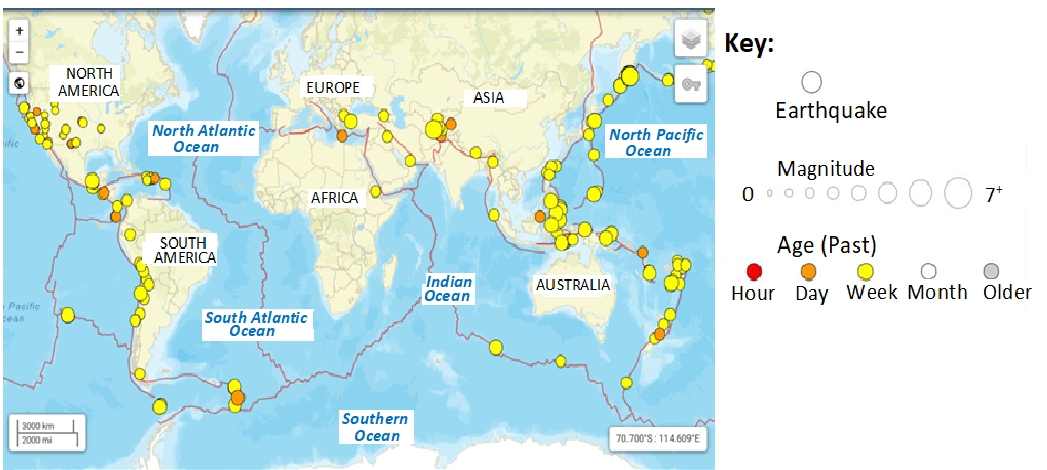 +
−
NORTH
AMERICA
EUROPE
ASIA
North Atlantic
Ocean
North Pacific
Ocean
AFRICA
SOUTH
AMERICA
Indian
Ocean
AUSTRALIA
Pacific
South Atlantic
Ocean
Southern
Ocean
3000 km
2000 mi
70.700°S : 114.609°E
Key:
Earthquake
Magnitude
0 7+
Age (Past)
Hour Day Week Month Older